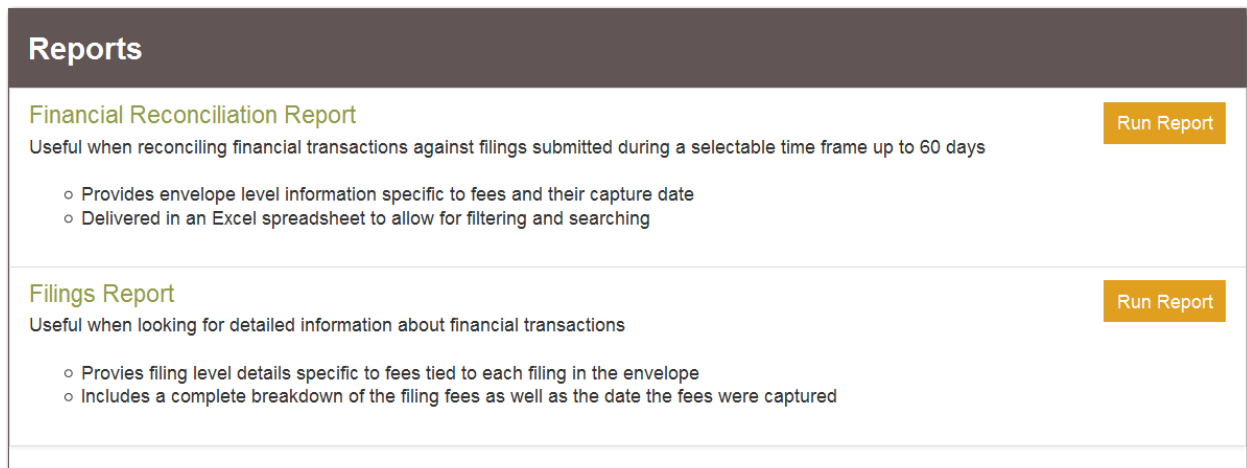 Reports
Financial Reconciliation Report
Run Report
Useful when reconciling financial transactions against filings submitted during a selectable time frame up to 60 days
Provides envelope level information specific to fees and their capture date
Delivered in an Excel spreadsheet to allow for filtering and searching
Filings Report
Run Report
Useful when looking for detailed information about financial transactions
Provies filing level details specific to fees tied to each filing in the envelope
Includes a complete breakdown of the filing fees as well as the date the fees were captured